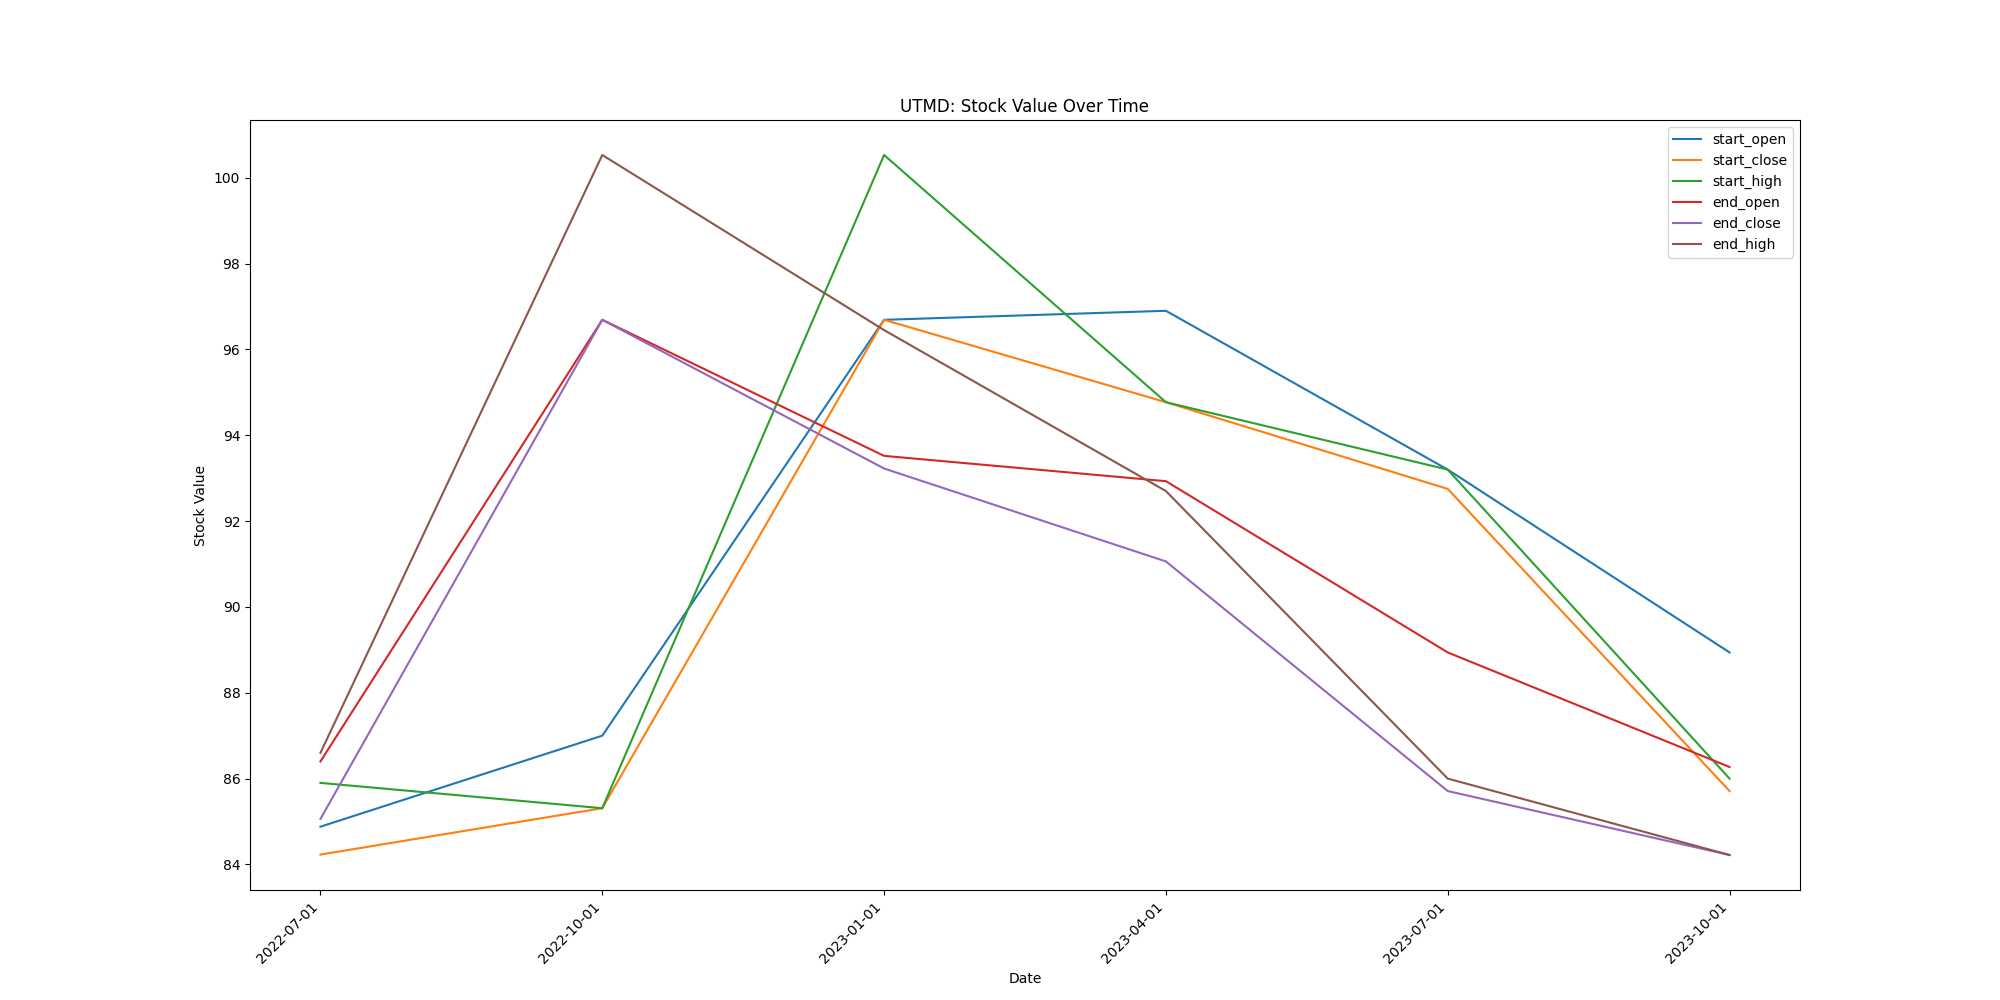 UTMD: Stock Value Over Time
start_open
start_close
start_high
end_open
end_close
end_high
100
98
96
94
92
90
88
86
84
Stock Value
2022-07-01
2022-10-01
2023-01-01
2023-04-01
2023-07-01
2023-10-01
Date